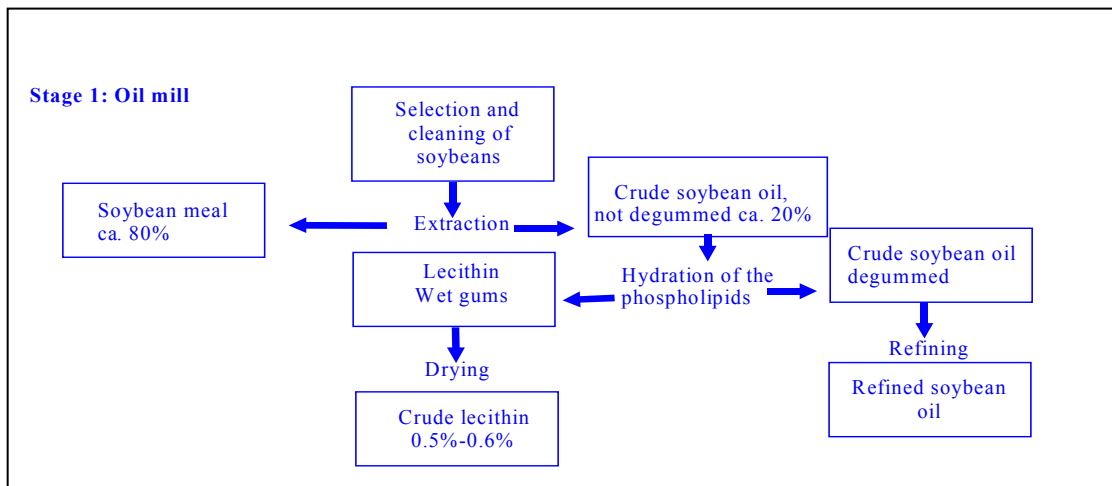 Stage 1: Oil mill
Selection and
cleaning of
soybeans
Soybean meal
ca. 80%
Extraction
Crude soybean oil,
not degummed ca. 20%
Lecithin
Wet gums
Hydration of the
phospholipids
Crude soybean oil
degummed
Drying
Refining
Crude lecithin
0.5%-0.6%
Refined soybean
oil